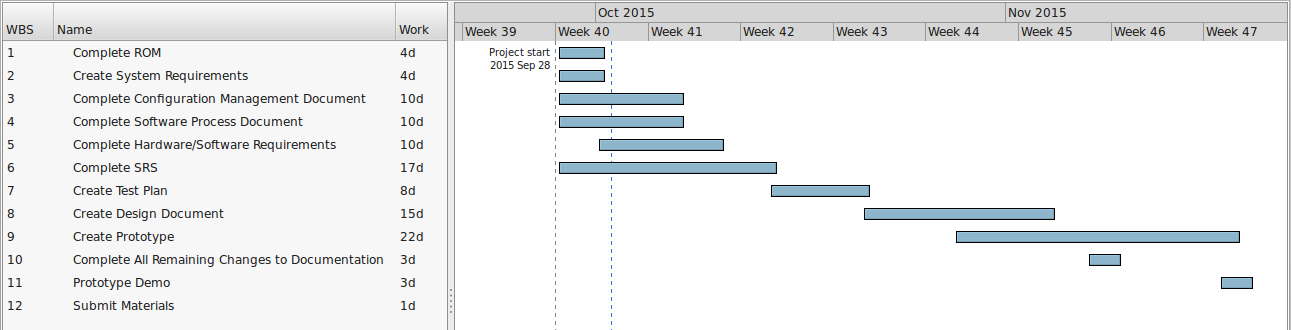 Oct 2015 Nov 2015
WBS Name Work Week 39 Week 40 Week 41 Week 42 Week 43 Week 44 Week 45 Week 46 Week 47
1 Complete ROM 4d Project start
2015 Sep 28
2 Create System Requirements 4d
3 Complete Configuration Management Document 10d
4 Complete Software Process Document 10d
5 Complete Hardware/Software Requirements 10d
6 Complete SRS 17d
7 Create Test Plan 8d
8 Create Design Document 15d
9 Create Prototype 22d
10 Complete All Remaining Changes to Documentation 3d
11 Prototype Demo 3d
12 Submit Materials 1d